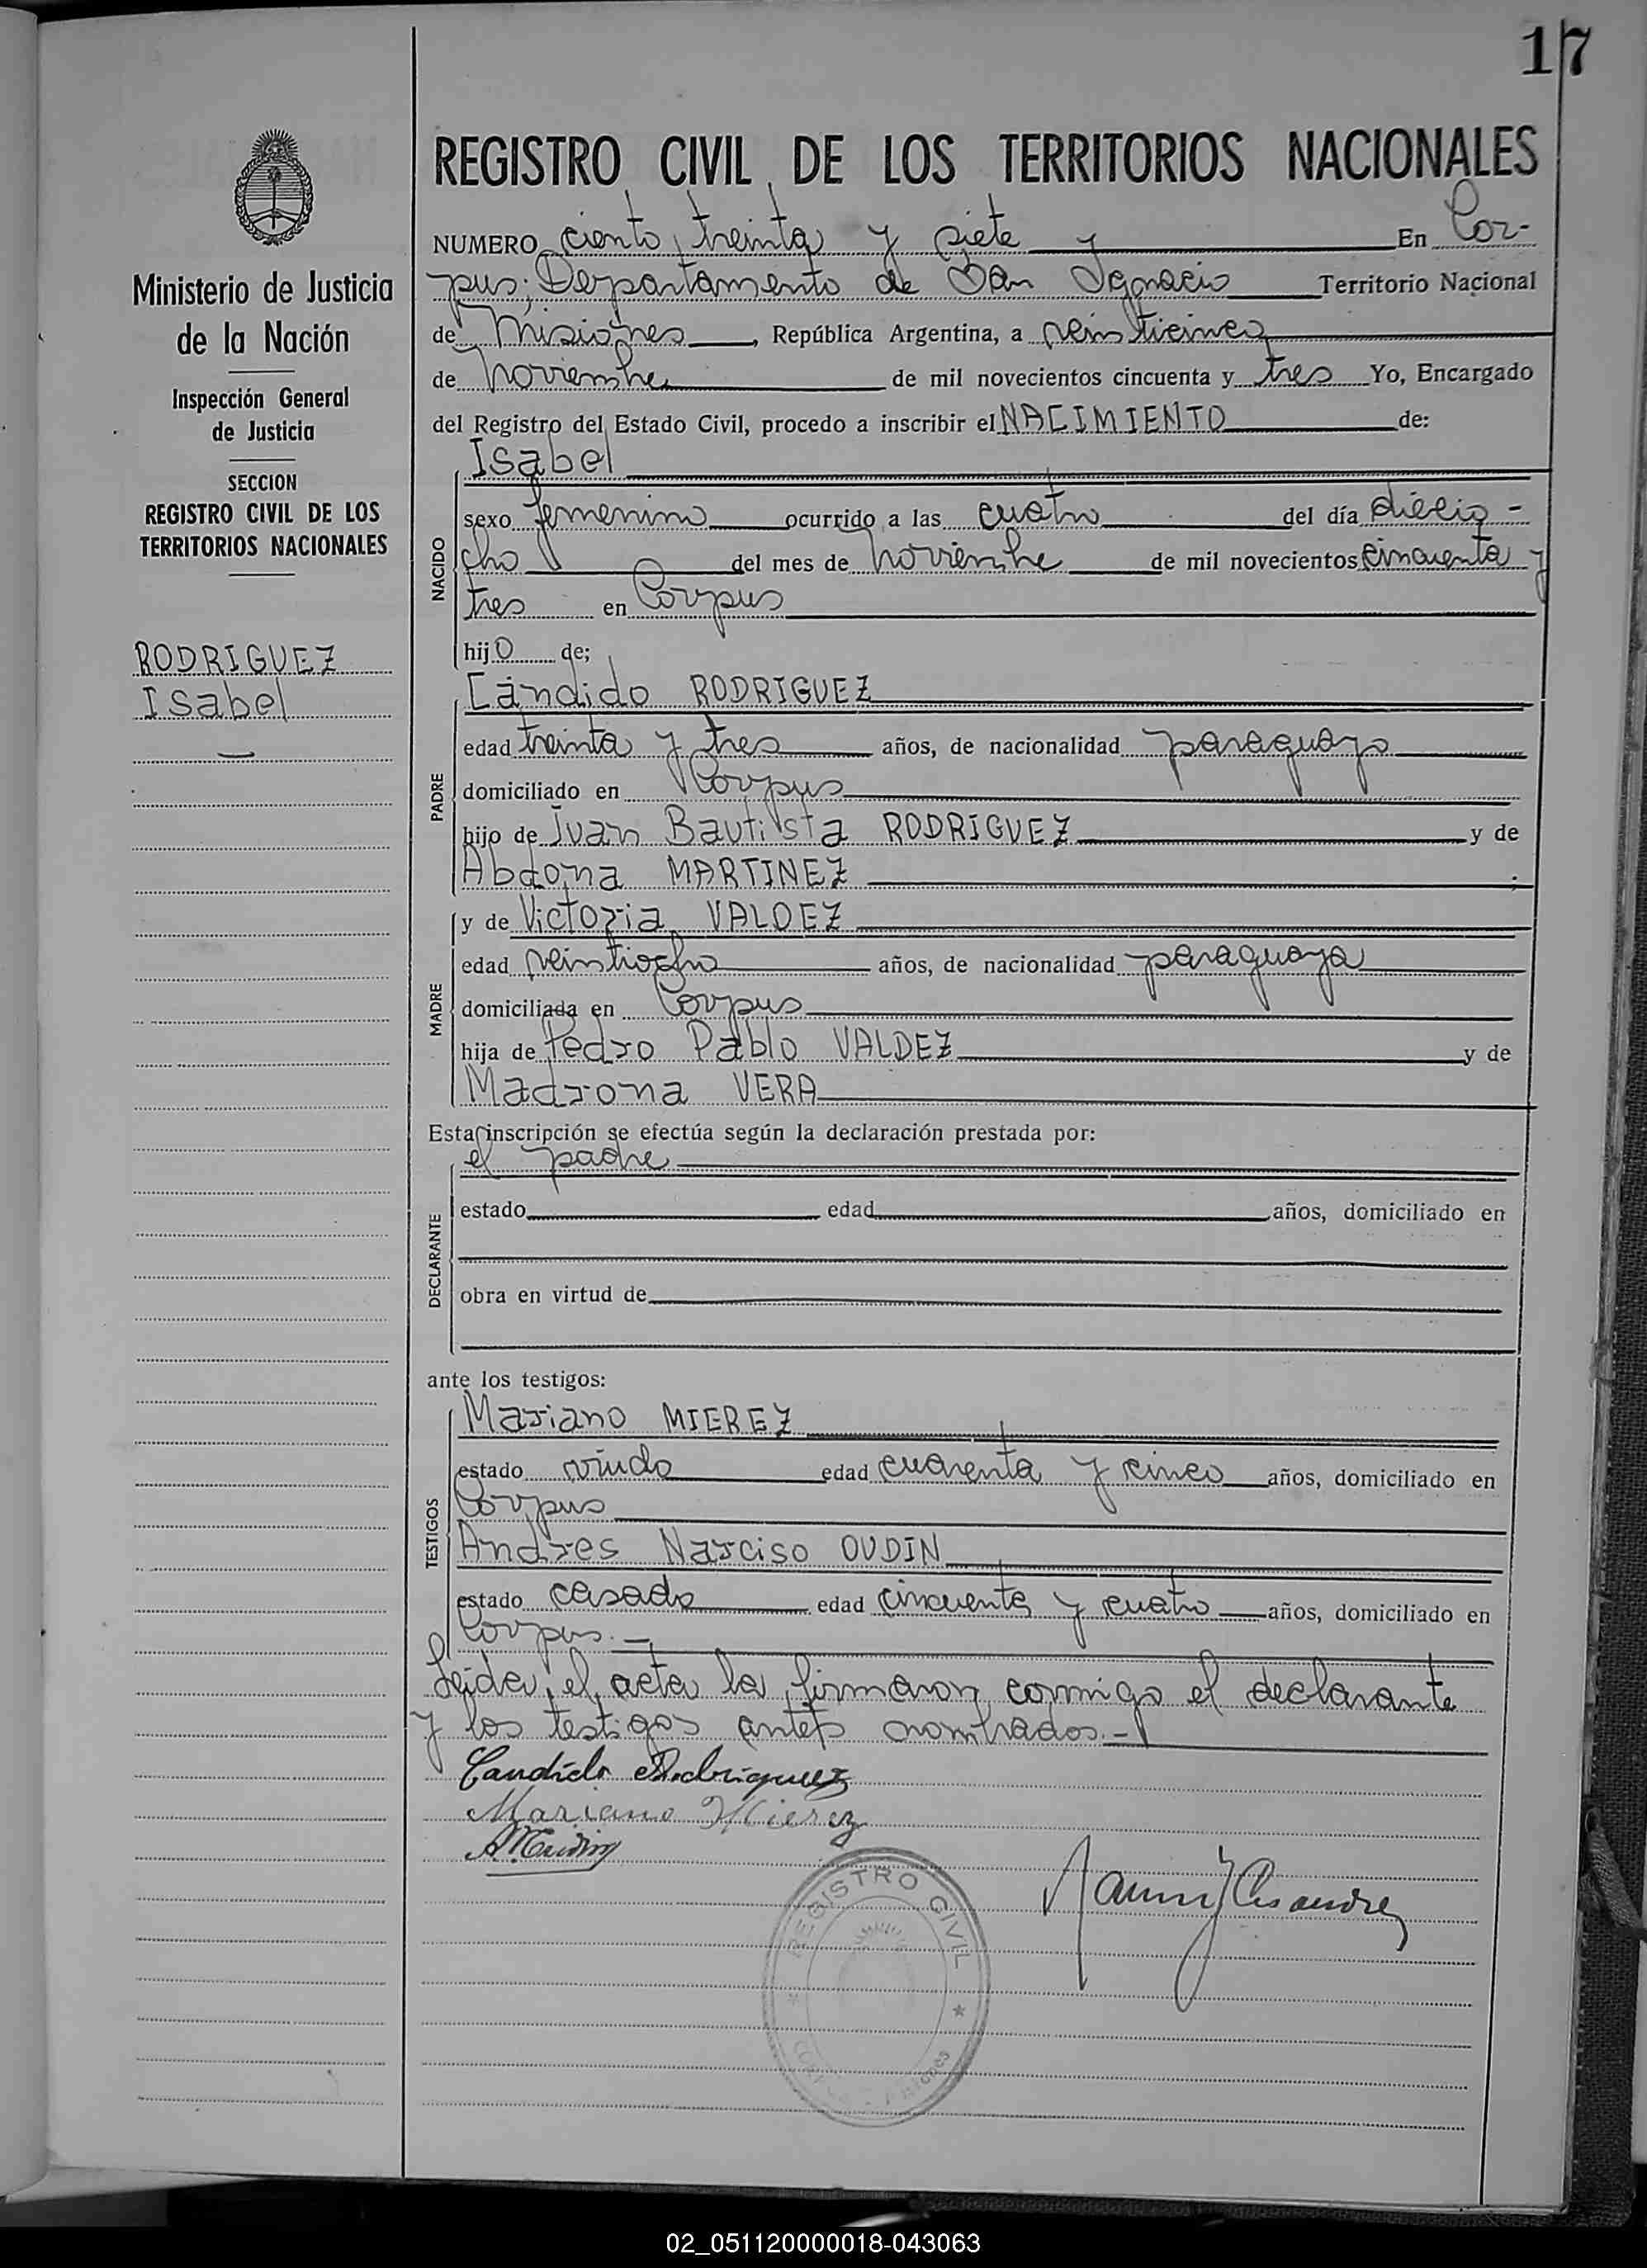 17
Ministerio de Justicia
de la Nación
Inspección General
de Justicia
SECCION
REGISTRO CIVIL DE LOS
TERRITORIOS NACIONALES
RODRIGUEZ
Isabel
REGISTRO CIVIL DE LOS TERRITORIOS NACIONALES
NUMERO ciento treinta y siete y En Cor-
pus; Departamento de San Ignacio Territorio Nacional
de Misiones, República Argentina, a veinticinco
de noviembre de mil novecientos cincuenta y tres Yo, Encargado
del Registro del Estado Civil, procedo a inscribir el NACIMIENTO de:
NACIDO
Isabel
sexo femenino ocurrido a las cuatro del día diecio-
cho del mes de noviembre de mil novecientos cincuenta y
tres en Corpus
hijo de;
PADRE
Cándido RODRIGUEZ
edad treinta y tres años, de nacionalidad paraguayo
domiciliado en Corpus
hijo de Juan Bautista RODRIGUEZ y de
Abdona MARTINEZ ;
MADRE
y de Victoria VALDEZ
edad veintiocho años, de nacionalidad paraguaya
domiciliada en Corpus
hija de Pedro Pablo VALDEZ y de
Madrona VERA
Esta inscripción se efectúa según la declaración prestada por:
DECLARANTE
el padre
estado edad años, domiciliado en
obra en virtud de
ante los testigos:
TESTIGOS
Mariano MIEREZ
estado viudo edad cuarenta y cinco años, domiciliado en
Corpus
Andres Narciso OUDIN
estado casado edad cincuenta y cuatro años, domiciliado en
Corpus.-
Leida el acta la firmaron conmigo el declarante
y los testigos antes nombrados.-
Candido Rodriguez
Mariano Mierez
REGISTRO CIVIL
02_051120000018-043063